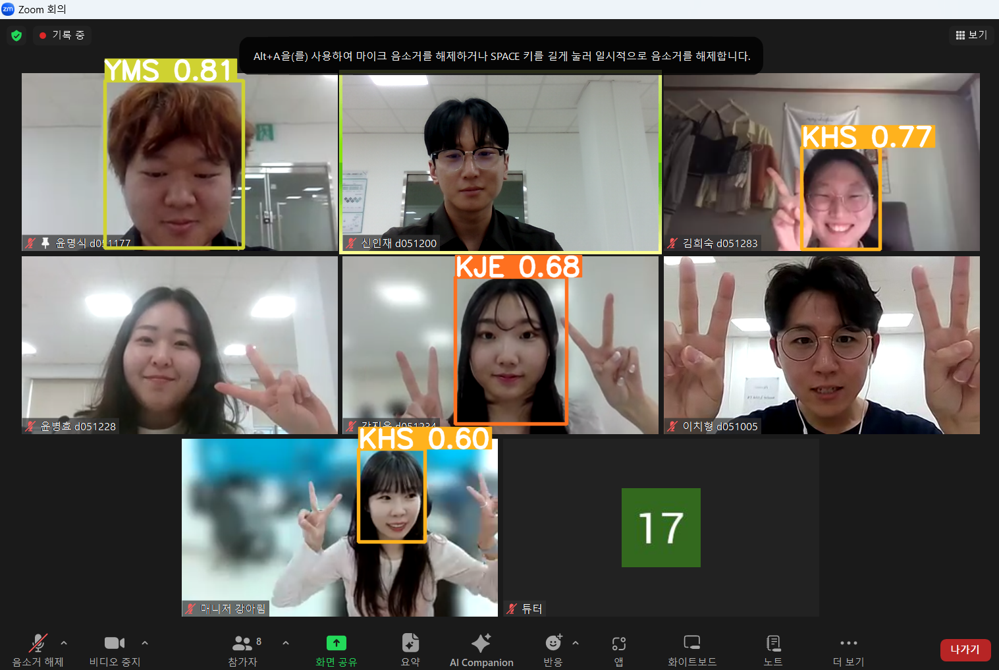 zm Zoom 회의
기록 중
보기
Alt+A을(를) 사용하여 마이크 음소거를 해제하거나 SPACE 키를 길게 눌러 일시적으로 음소거를 해제합니다.
YMS 0.81
KHS 0.77
윤명식 d051177
신인재 d051200
김희숙 d051283
KJE 0.68
윤병효 d051228
d051234
이치형 d051005
KHS 0.60
17
매니저 강아림
튜터
8
음소거 해제
비디오 중지
참가자
화면 공유
요약
AI Companion
반응
앱
화이트보드
노트
더 보기
나가기